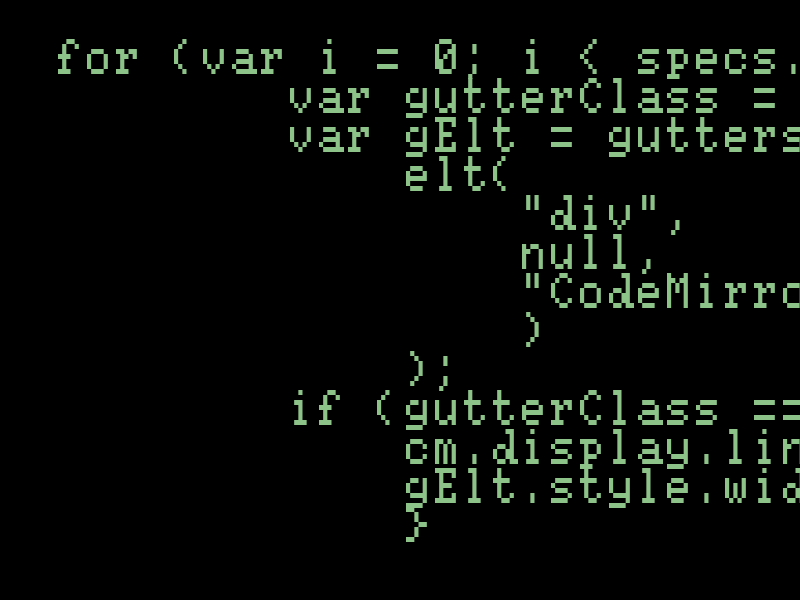 for (var i = 0; i < specs.
var gutterClass =
var gElt = gutters
elt(
"div",
null,
"CodeMirro
)
);
if (gutterClass ==
cm.display.lin
gElt.style.wid
}